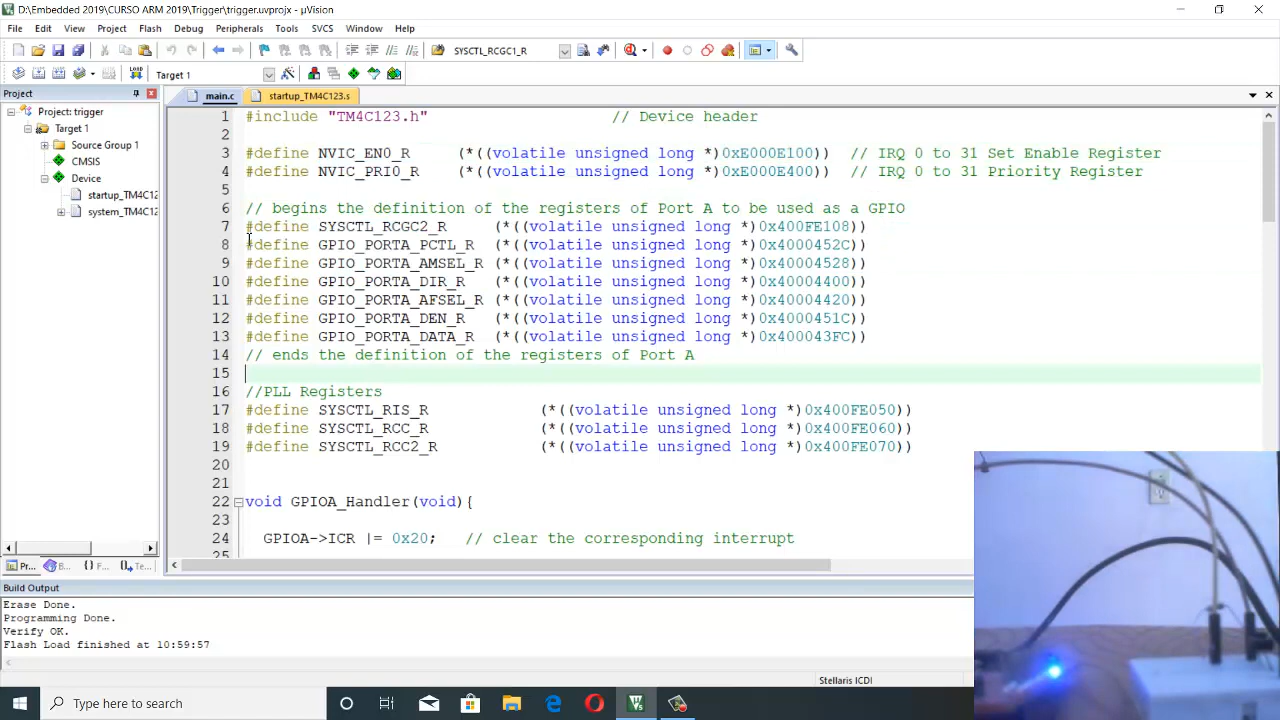 D:\Embedded 2019\CURSO ARM 2019\Trigger\trigger.uvprojx - µVision
File Edit View Project Flash Debug Peripherals Tools SVCS Window Help
SYSCTL_RCGC1_R
LOAD Target 1
Project
main.c startup_TM4C123.s
Project: trigger
Target 1
Source Group 1
CMSIS
Device
startup_TM4C12
system_TM4C12
1 #include "TM4C123.h" // Device header
2
3 #define NVIC_EN0_R (*((volatile unsigned long *)0xE000E100)) // IRQ 0 to 31 Set Enable Register
4 #define NVIC_PRI0_R (*((volatile unsigned long *)0xE000E400)) // IRQ 0 to 31 Priority Register
5
6 // begins the definition of the registers of Port A to be used as a GPIO
7 #define SYSCTL_RCGC2_R (*((volatile unsigned long *)0x400FE108))
8 #define GPIO_PORTA_PCTL_R (*((volatile unsigned long *)0x4000452C))
9 #define GPIO_PORTA_AMSEL_R (*((volatile unsigned long *)0x40004528))
10 #define GPIO_PORTA_DIR_R (*((volatile unsigned long *)0x40004400))
11 #define GPIO_PORTA_AFSEL_R (*((volatile unsigned long *)0x40004420))
12 #define GPIO_PORTA_DEN_R (*((volatile unsigned long *)0x4000451C))
13 #define GPIO_PORTA_DATA_R (*((volatile unsigned long *)0x400043FC))
14 // ends the definition of the registers of Port A
15
16 //PLL Registers
17 #define SYSCTL_RIS_R (*((volatile unsigned long *)0x400FE050))
18 #define SYSCTL_RCC_R (*((volatile unsigned long *)0x400FE060))
19 #define SYSCTL_RCC2_R (*((volatile unsigned long *)0x400FE070))
20
21
22 void GPIOA_Handler(void){
23
24 GPIOA->ICR |= 0x20; // clear the corresponding interrupt
25
Pr... B... {} F... Te...
Build Output
Erase Done.
Programming Done.
Verify OK.
Flash Load finished at 10:59:57
Stellaris ICDI
Type here to search